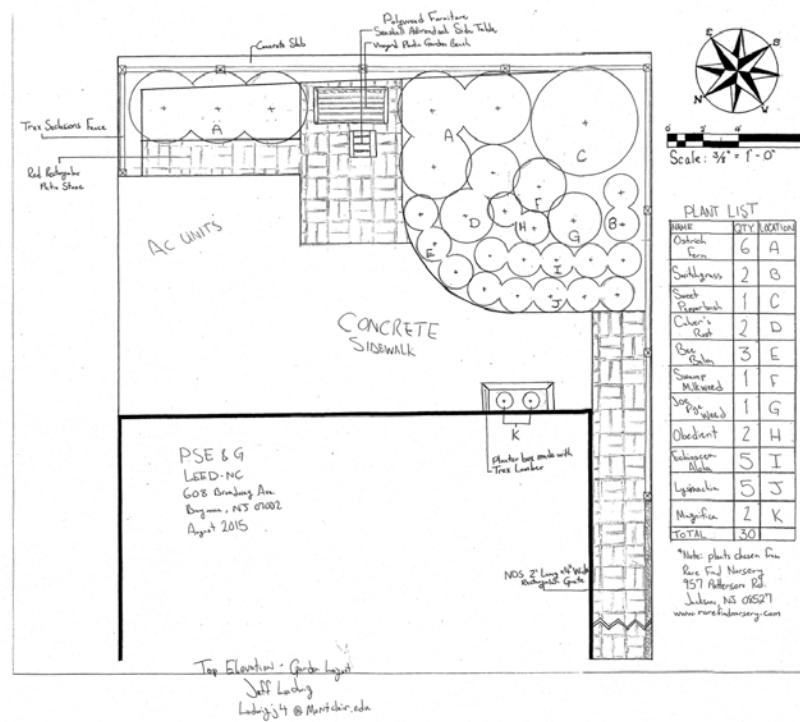 Polywood Furniture
Seashell Adirondack Side Table
Vineyard Patio Garden Bench
Concrete Slab
Trex Seclusions Fence
Red Rectangular
Patio Stone
A
A
C
D
E
F
G
H
B
I
J
AC UNITS
CONCRETE
SIDEWALK
K
Planter box made with
Trex Lumber
PSE & G
LEED-NC
608 Broadway Ave
NJ 07002
August 2015
NDS 2" Long x 4" Wide
Rectangular Grate
E
S
N
W
0' 2' 4'
Scale: 3/8" = 1'-0"
PLANT LIST
NAME QTY. LOCATION
Ostrich Fern 6 A
Switchgrass 2 B
Sweet Pepperbush 1 C
Culver's Root 2 D
Bee Balm 3 E
Swamp Milkweed 1 F
Joe Pye Weed 1 G
Obedient 2 H
Echinacea Aloha 5 I
Lysimachia 5 J
Magnifica 2 K
TOTAL 30
*Note: plants chosen from
Rare Find Nursery
957 Patterson Rd.
Jackson, NJ 08527
www.rarefindnursery.com
Top Elevation - Garden Layout
Jeff Ludwig
Ludwigj4 @ Montclair.edu